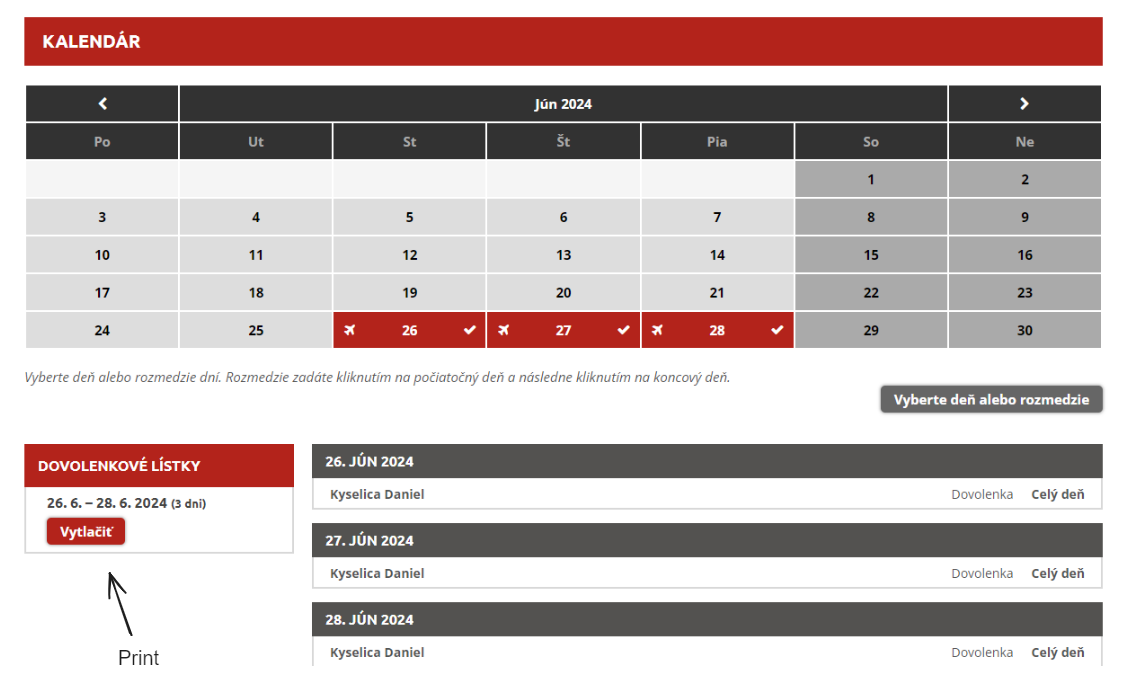 KALENDÁR
Jún 2024
Po Ut St Št Pia So Ne
1 2
3 4 5 6 7 8 9
10 11 12 13 14 15 16
17 18 19 20 21 22 23
24 25 26 27 28 29 30
Vyberte deň alebo rozmedzie dní. Rozmedzie zadáte kliknutím na počiatočný deň a následne kliknutím na koncový deň.
Vyberte deň alebo rozmedzie
DOVOLENKOVÉ LÍSTKY
26. 6. – 28. 6. 2024 (3 dni)
Vytlačiť
Print
26. JÚN 2024
Kyselica Daniel Dovolenka Celý deň
27. JÚN 2024
Kyselica Daniel Dovolenka Celý deň
28. JÚN 2024
Kyselica Daniel Dovolenka Celý deň